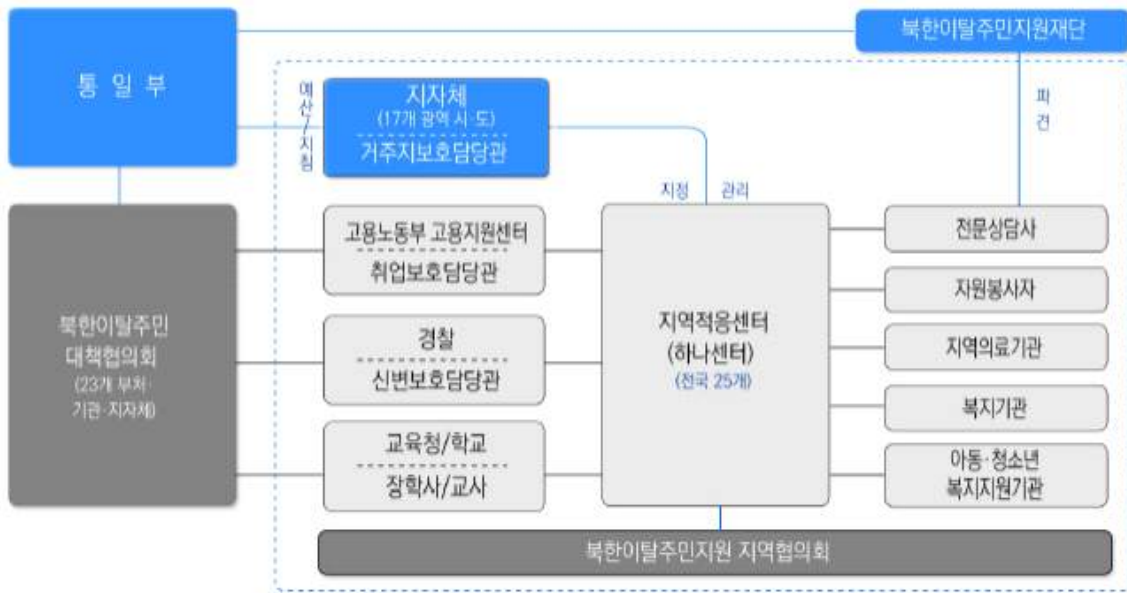 북한이탈주민지원재단
통 일 부
예산/지침
지자체
(17개 광역 시·도)
거주지보호담당관
파견
지정 관리
북한이탈주민
대책협의회
(23개 부처·
기관·지자체)
고용노동부 고용지원센터
취업보호담당관
경찰
신변보호담당관
교육청/학교
장학사/교사
지역적응센터
(하나센터)
(전국 25개)
전문상담사
자원봉사자
지역의료기관
복지기관
아동·청소년
복지지원기관
북한이탈주민지원 지역협의회